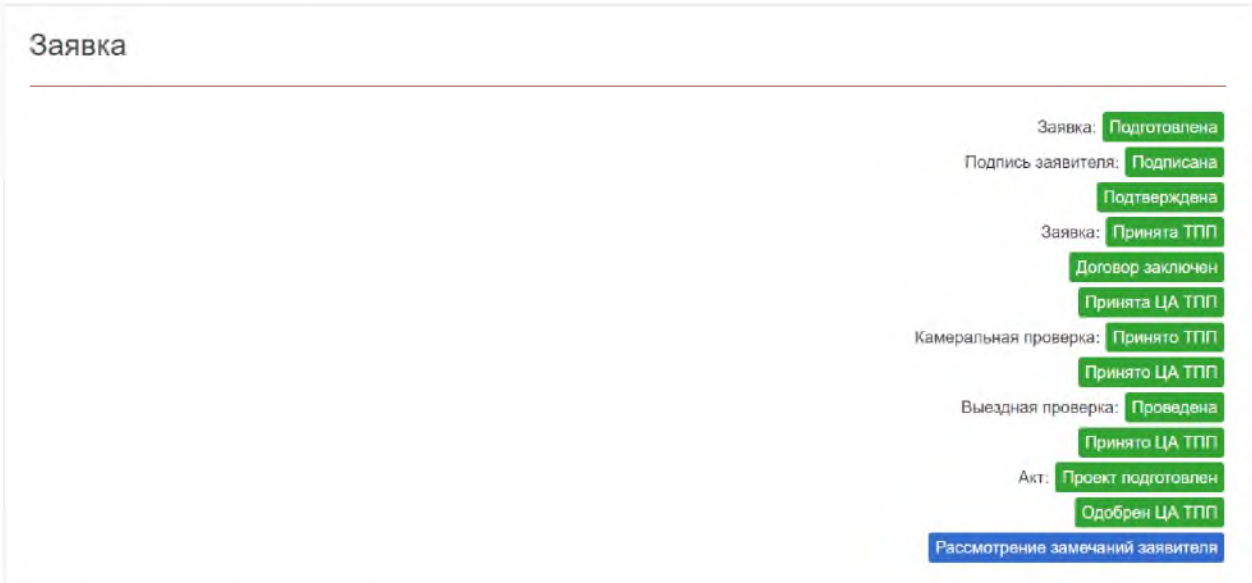 Заявка
Заявка: Подготовлена
Подпись заявителя: Подписана
Подтверждена
Заявка: Принята ТПП
Договор заключен
Принята ЦА ТПП
Камеральная проверка: Принято ТПП
Принято ЦА ТПП
Выездная проверка: Проведена
Принято ЦА ТПП
Акт: Проект подготовлен
Одобрен ЦА ТПП
Рассмотрение замечаний заявителя